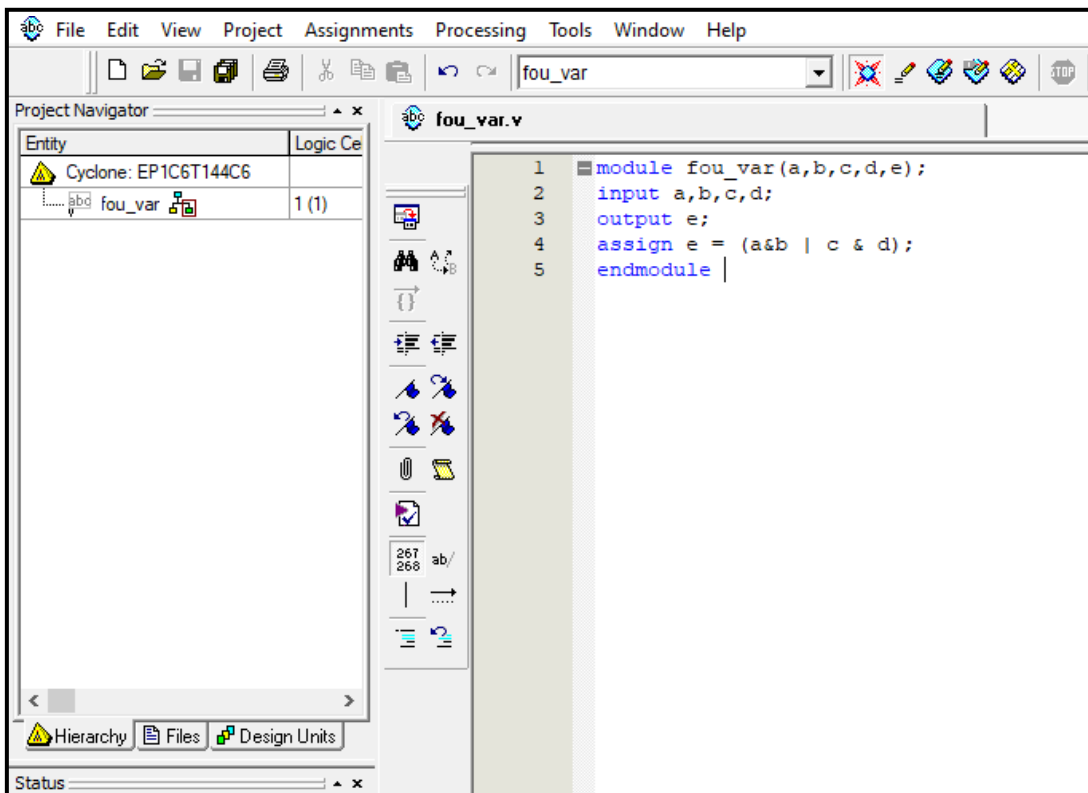 File Edit View Project Assignments Processing Tools Window Help
fou_var
Project Navigator
Entity Logic Cel
Cyclone: EP1C6T144C6
fou_var 1 (1)
Hierarchy Files Design Units
Status
fou_var.v
1 module fou_var(a,b,c,d,e);
2 input a,b,c,d;
3 output e;
4 assign e = (a&b | c & d);
5 endmodule
267
268 ab/